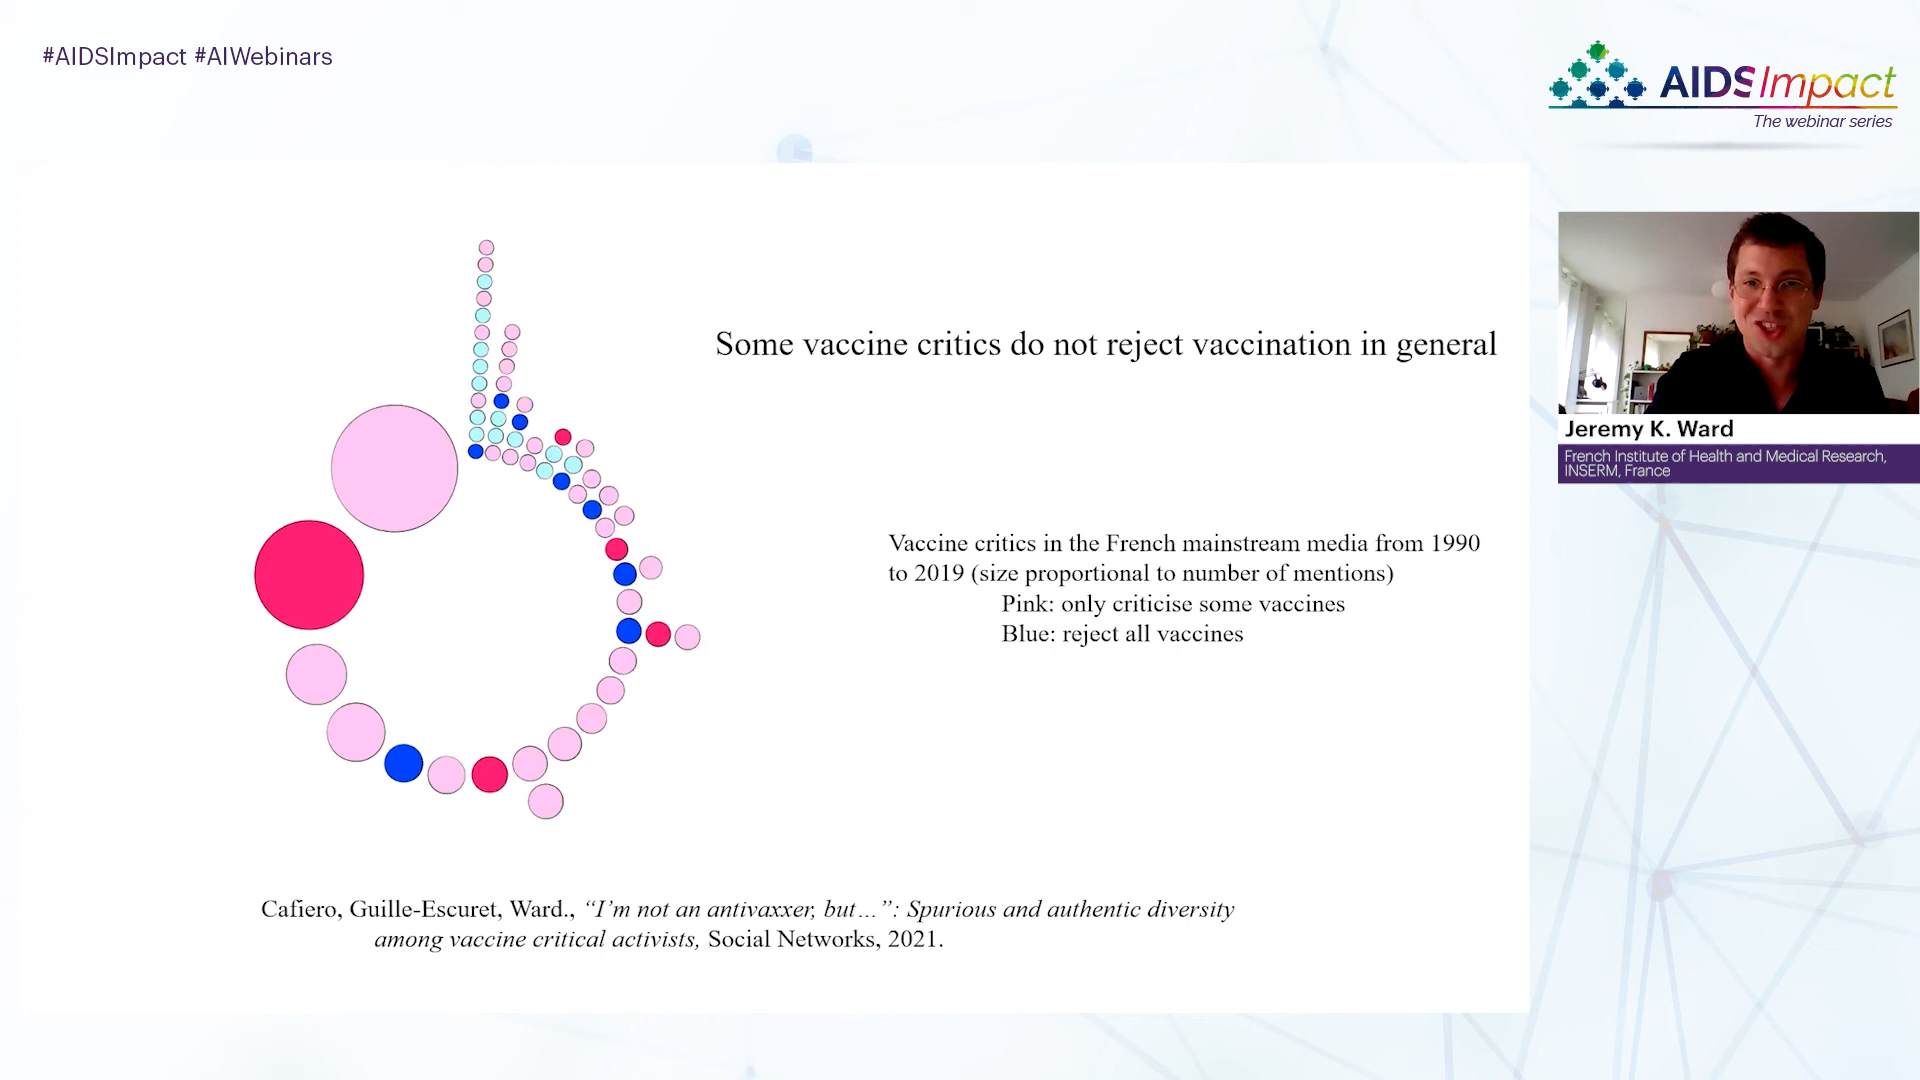 #AIDSImpact #AIWebinars
AIDSImpact
The webinar series
Some vaccine critics do not reject vaccination in general
Vaccine critics in the French mainstream media from 1990
to 2019 (size proportional to number of mentions)
Pink: only criticise some vaccines
Blue: reject all vaccines
Jeremy K. Ward
French Institute of Health and Medical Research,
INSERM, France
Cafiero, Guille-Escuret, Ward., “I’m not an antivaxxer, but…”: Spurious and authentic diversity
among vaccine critical activists, Social Networks, 2021.